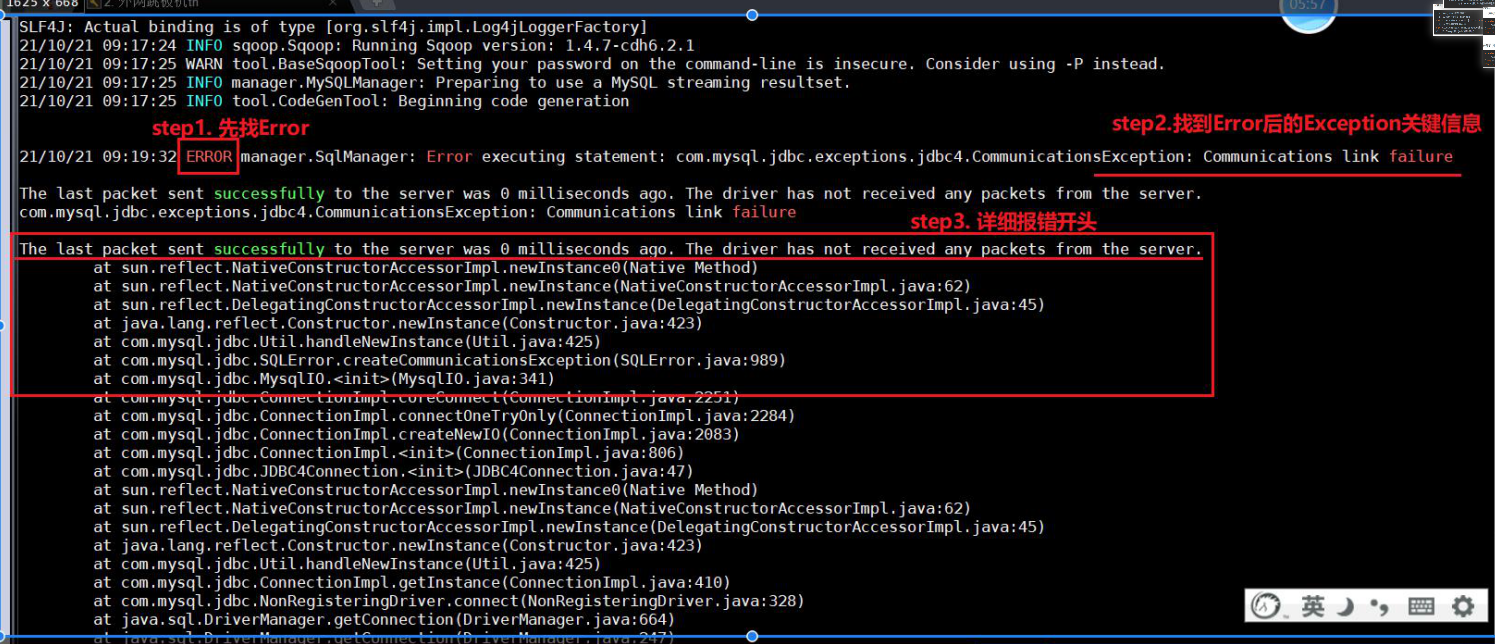 1625 x 668
2. 外网跳板机th
05:57
SLF4J: Actual binding is of type [org.slf4j.impl.Log4jLoggerFactory]
21/10/21 09:17:24 INFO sqoop.Sqoop: Running Sqoop version: 1.4.7-cdh6.2.1
21/10/21 09:17:25 WARN tool.BaseSqoopTool: Setting your password on the command-line is insecure. Consider using -P instead.
21/10/21 09:17:25 INFO manager.MySQLManager: Preparing to use a MySQL streaming resultset.
21/10/21 09:17:25 INFO tool.CodeGenTool: Beginning code generation
step1. 先找Error
step2.找到Error后的Exception关键信息
21/10/21 09:19:32 ERROR manager.SqlManager: Error executing statement: com.mysql.jdbc.exceptions.jdbc4.CommunicationsException: Communications link failure
The last packet sent successfully to the server was 0 milliseconds ago. The driver has not received any packets from the server.
com.mysql.jdbc.exceptions.jdbc4.CommunicationsException: Communications link failure
step3. 详细报错开头
The last packet sent successfully to the server was 0 milliseconds ago. The driver has not received any packets from the server.
at sun.reflect.NativeConstructorAccessorImpl.newInstance0(Native Method)
at sun.reflect.NativeConstructorAccessorImpl.newInstance(NativeConstructorAccessorImpl.java:62)
at sun.reflect.DelegatingConstructorAccessorImpl.newInstance(DelegatingConstructorAccessorImpl.java:45)
at java.lang.reflect.Constructor.newInstance(Constructor.java:423)
at com.mysql.jdbc.Util.handleNewInstance(Util.java:425)
at com.mysql.jdbc.SQLError.createCommunicationsException(SQLError.java:989)
at com.mysql.jdbc.MysqlIO.<init>(MysqlIO.java:341)
at com.mysql.jdbc.ConnectionImpl.coreConnect(ConnectionImpl.java:2251)
at com.mysql.jdbc.ConnectionImpl.connectOneTryOnly(ConnectionImpl.java:2284)
at com.mysql.jdbc.ConnectionImpl.createNewIO(ConnectionImpl.java:2083)
at com.mysql.jdbc.ConnectionImpl.<init>(ConnectionImpl.java:806)
at com.mysql.jdbc.JDBC4Connection.<init>(JDBC4Connection.java:47)
at sun.reflect.NativeConstructorAccessorImpl.newInstance0(Native Method)
at sun.reflect.NativeConstructorAccessorImpl.newInstance(NativeConstructorAccessorImpl.java:62)
at sun.reflect.DelegatingConstructorAccessorImpl.newInstance(DelegatingConstructorAccessorImpl.java:45)
at java.lang.reflect.Constructor.newInstance(Constructor.java:423)
at com.mysql.jdbc.Util.handleNewInstance(Util.java:425)
at com.mysql.jdbc.ConnectionImpl.getInstance(ConnectionImpl.java:410)
at com.mysql.jdbc.NonRegisteringDriver.connect(NonRegisteringDriver.java:328)
at java.sql.DriverManager.getConnection(DriverManager.java:664)
at java.sql.DriverManager.getConnection(DriverManager.java:247)
英